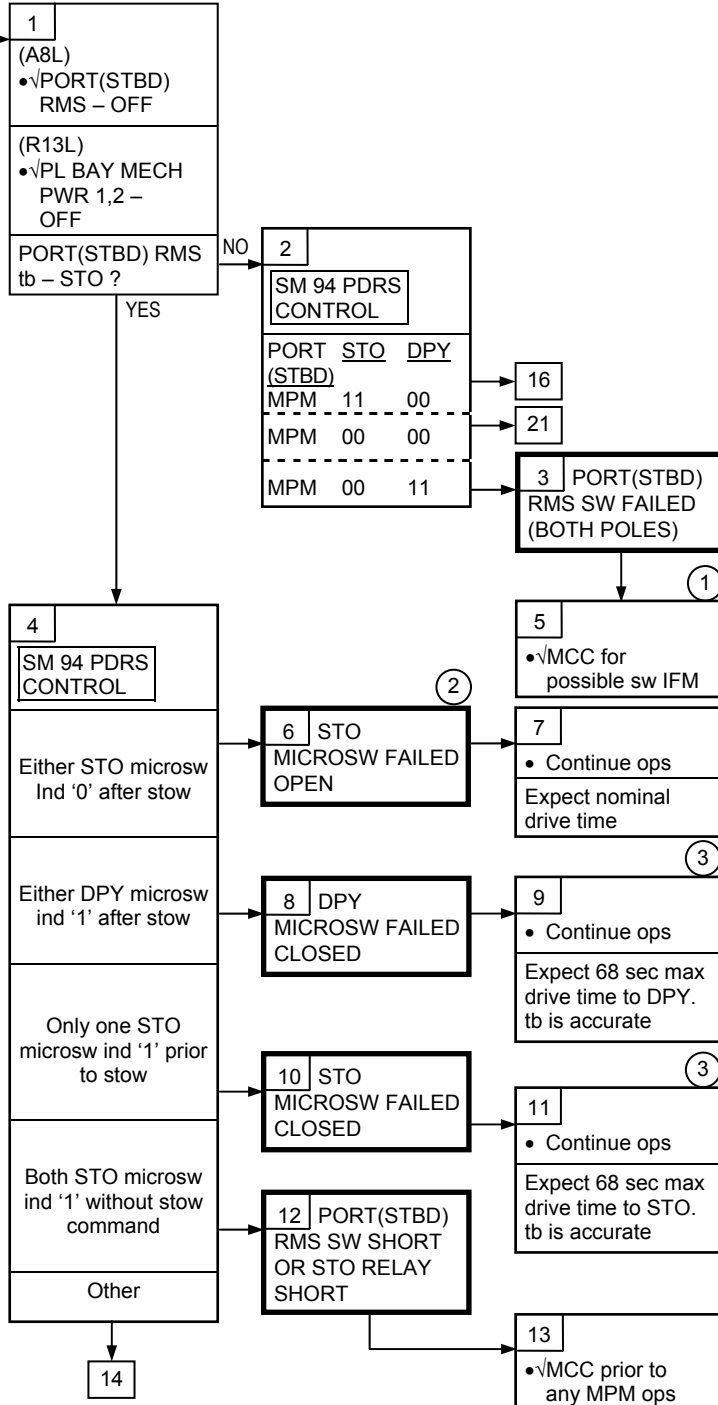 1
(A8L)
•√PORT(STBD)
RMS – OFF
(R13L)
•√PL BAY MECH
PWR 1,2 –
OFF
PORT(STBD) RMS
tb – STO ?
NO
YES
2
SM 94 PDRS
CONTROL
PORT STO DPY
(STBD)
MPM 11 00
MPM 00 00
MPM 00 11
16
21
3 PORT(STBD)
RMS SW FAILED
(BOTH POLES)
1
5
•√MCC for
possible sw IFM
4
SM 94 PDRS
CONTROL
Either STO microsw
Ind ‘0’ after stow
2
6 STO
MICROSW FAILED
OPEN
7
• Continue ops
Expect nominal
drive time
Either DPY microsw
ind ‘1’ after stow
8 DPY
MICROSW FAILED
CLOSED
3
9
• Continue ops
Expect 68 sec max
drive time to DPY.
tb is accurate
Only one STO
microsw ind ‘1’ prior
to stow
10 STO
MICROSW FAILED
CLOSED
3
11
• Continue ops
Expect 68 sec max
drive time to STO.
tb is accurate
Both STO microsw
ind ‘1’ without stow
command
12 PORT(STBD)
RMS SW SHORT
OR STO RELAY
SHORT
Other
14
13
•√MCC prior to
any MPM ops